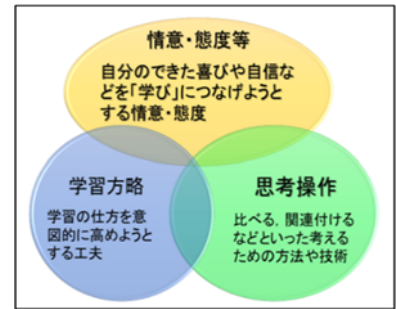 情意・態度等
自分のできた喜びや自信な
どを「学び」につなげようと
する情意・態度
学習方略
学習の仕方を意
図的に高めようと
する工夫
思考操作
比べる，関連付ける
などといった考える
ための方法や技術